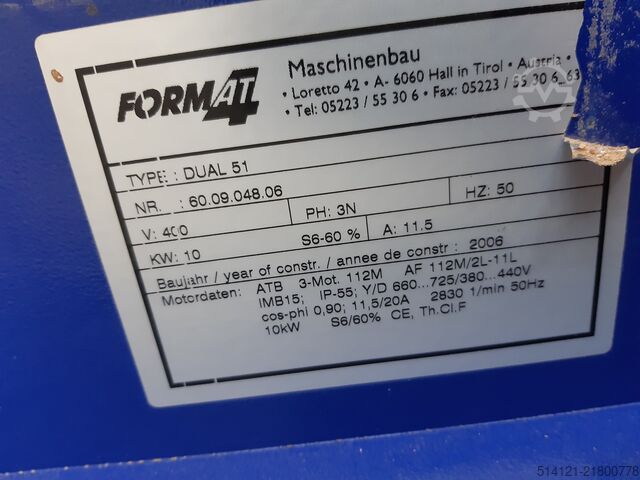 FORMAT4
Maschinenbau
• Loretto 42 • A- 6060 Hall in Tirol • Austria •
• Tel: 05223 / 55 30 6 • Fax: 05223 / 55 30 6 63
TYPE : DUAL 51
NR. : 60.09.048.06
V: 400 PH: 3N HZ: 50
KW: 10 S6-60 % A: 11.5
Baujahr / year of constr. / annee de constr : 2006
Motordaten: ATB 3-Mot. 112M AF 112M/2L-11L
IMB15; IP-55; Y/D 660...725/380...440V
cos-phi 0,90; 11,5/20A 2830 1/min 50Hz
10kW S6/60% CE, Th.Cl.F
514121-21800778